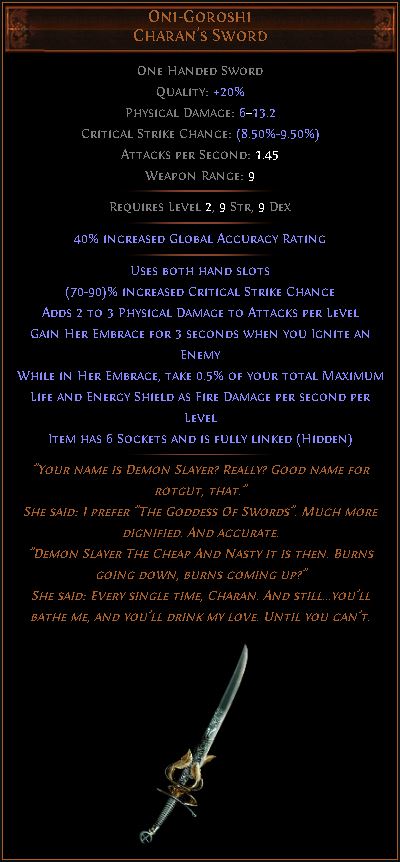 Oni-Goroshi
Charan's Sword
One Handed Sword
Quality: +20%
Physical Damage: 6–13.2
Critical Strike Chance: (8.50%-9.50%)
Attacks per Second: 1.45
Weapon Range: 9
Requires Level 2, 9 Str, 9 Dex
40% increased Global Accuracy Rating
Uses both hand slots
(70-90)% increased Critical Strike Chance
Adds 2 to 3 Physical Damage to Attacks per Level
Gain Her Embrace for 3 seconds when you Ignite an
Enemy
While in Her Embrace, take 0.5% of your total Maximum
Life and Energy Shield as Fire Damage per second per
Level
Item has 6 Sockets and is fully linked (Hidden)
"Your name is Demon Slayer? Really? Good name for
rotgut, that."
She said: I prefer "The Goddess Of Swords". Much more
dignified. And accurate.
"Demon Slayer The Cheap And Nasty it is then. Burns
going down, burns coming up?"
She said: Every single time, Charan. And still...you'll
bathe me, and you'll drink my love. Until you can't.